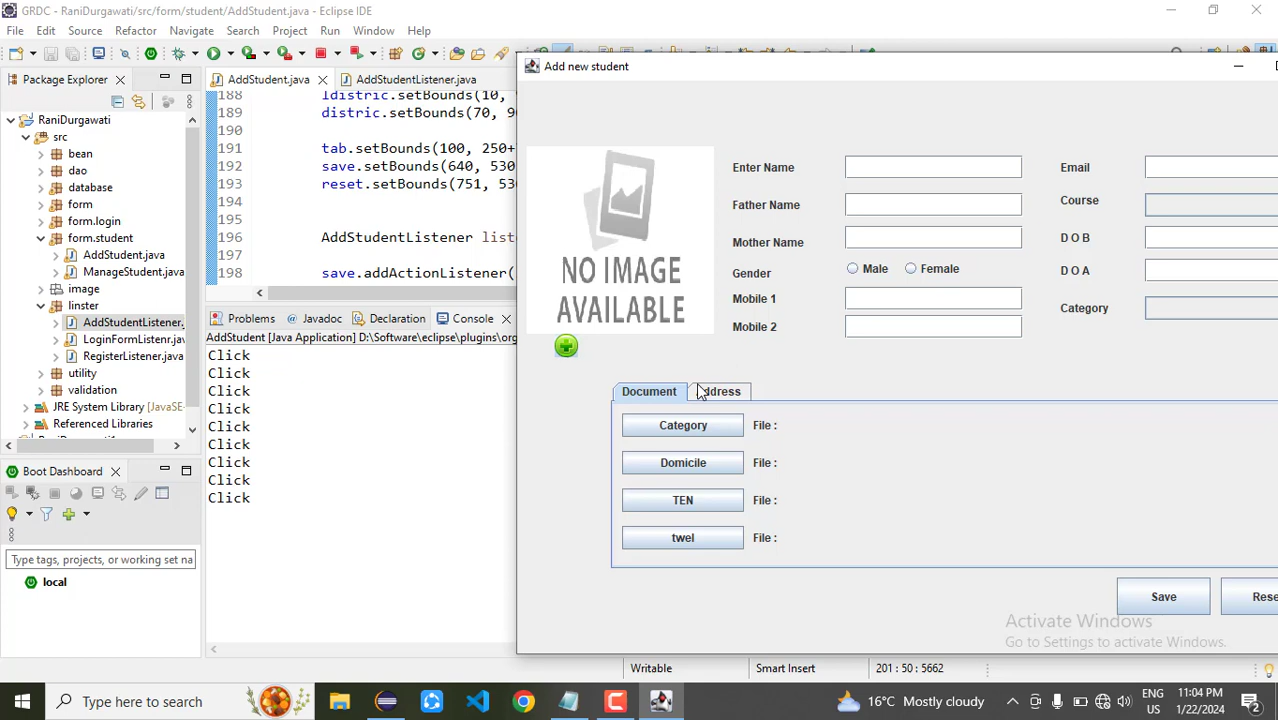 GRDC - RaniDurgawati/src/form/student/AddStudent.java - Eclipse IDE
File Edit Source Refactor Navigate Search Project Run Window Help
Package Explorer
RaniDurgawati
src
bean
dao
database
form
form.login
form.student
AddStudent.java
ManageStudent.java
image
linster
AddStudentListener.
LoginFormListenr.jav
RegisterListener.java
utility
validation
JRE System Library [JavaSE-
Referenced Libraries
Boot Dashboard
Type tags, projects, or working set na
local
AddStudent.java
AddStudentListener.java
188 ldistric.setBounds(10, 9
189 distric.setBounds(70, 90
190
191 tab.setBounds(100, 250+
192 save.setBounds(640, 530
193 reset.setBounds(751, 53
194
195
196 AddStudentListener list
197
198 save.addActionListener(
Problems Javadoc Declaration Console
AddStudent [Java Application] D:\Software\eclipse\plugins\org
Click
Click
Click
Click
Click
Click
Click
Click
Click
Add new student
NO IMAGE
AVAILABLE
Enter Name
Father Name
Mother Name
Gender Male Female
Mobile 1
Mobile 2
Email
Course
D O B
D O A
Category
Document
Category File :
Domicile File :
TEN File :
twel File :
Save Rese
Activate Windows
Go to Settings to activate Windows.
Writable Smart Insert 201 : 50 : 5662
Type here to search
16°C Mostly cloudy
ENG
US
11:04 PM
1/22/2024
2